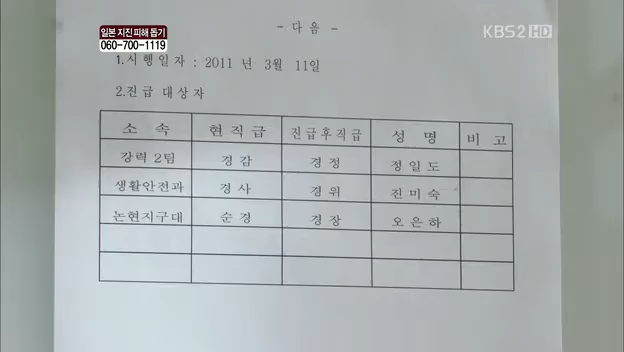 일본 지진 피해 돕기
060-700-1119
KBS2 HD
- 다 음 -
1.시 행 일 자 : 2011 년 3월 11일
2.진 급 대 상 자
소 속 현 직 급 진 급 후 직 급 성 명 비 고
강력 2팀 경 감 경 정 정 일 도
생활안전과 경 사 경 위 진 미 숙
논현지구대 순 경 경 장 오 은 하